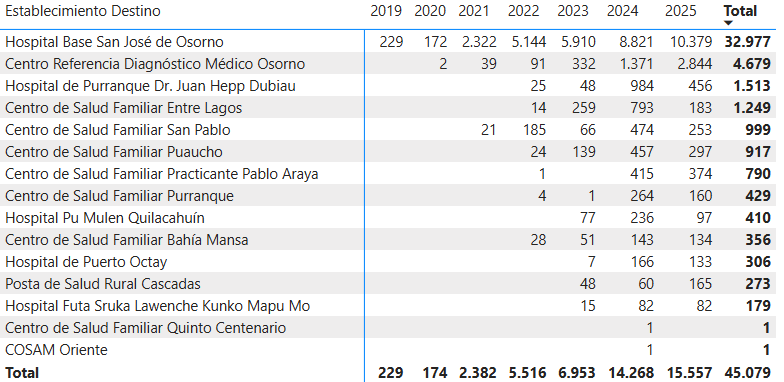 Establecimiento Destino 2019 2020 2021 2022 2023 2024 2025 Total
Hospital Base San José de Osorno 229 172 2.322 5.144 5.910 8.821 10.379 32.977
Centro Referencia Diagnóstico Médico Osorno 2 39 91 332 1.371 2.844 4.679
Hospital de Purranque Dr. Juan Hepp Dubiau 25 48 984 456 1.513
Centro de Salud Familiar Entre Lagos 14 259 793 183 1.249
Centro de Salud Familiar San Pablo 21 185 66 474 253 999
Centro de Salud Familiar Puaucho 24 139 457 297 917
Centro de Salud Familiar Practicante Pablo Araya 1 415 374 790
Centro de Salud Familiar Purranque 4 1 264 160 429
Hospital Pu Mulen Quilacahuín 77 236 97 410
Centro de Salud Familiar Bahía Mansa 28 51 143 134 356
Hospital de Puerto Octay 7 166 133 306
Posta de Salud Rural Cascadas 48 60 165 273
Hospital Futa Sruka Lawenche Kunko Mapu Mo 15 82 82 179
Centro de Salud Familiar Quinto Centenario 1 1
COSAM Oriente 1 1
Total 229 174 2.382 5.516 6.953 14.268 15.557 45.079